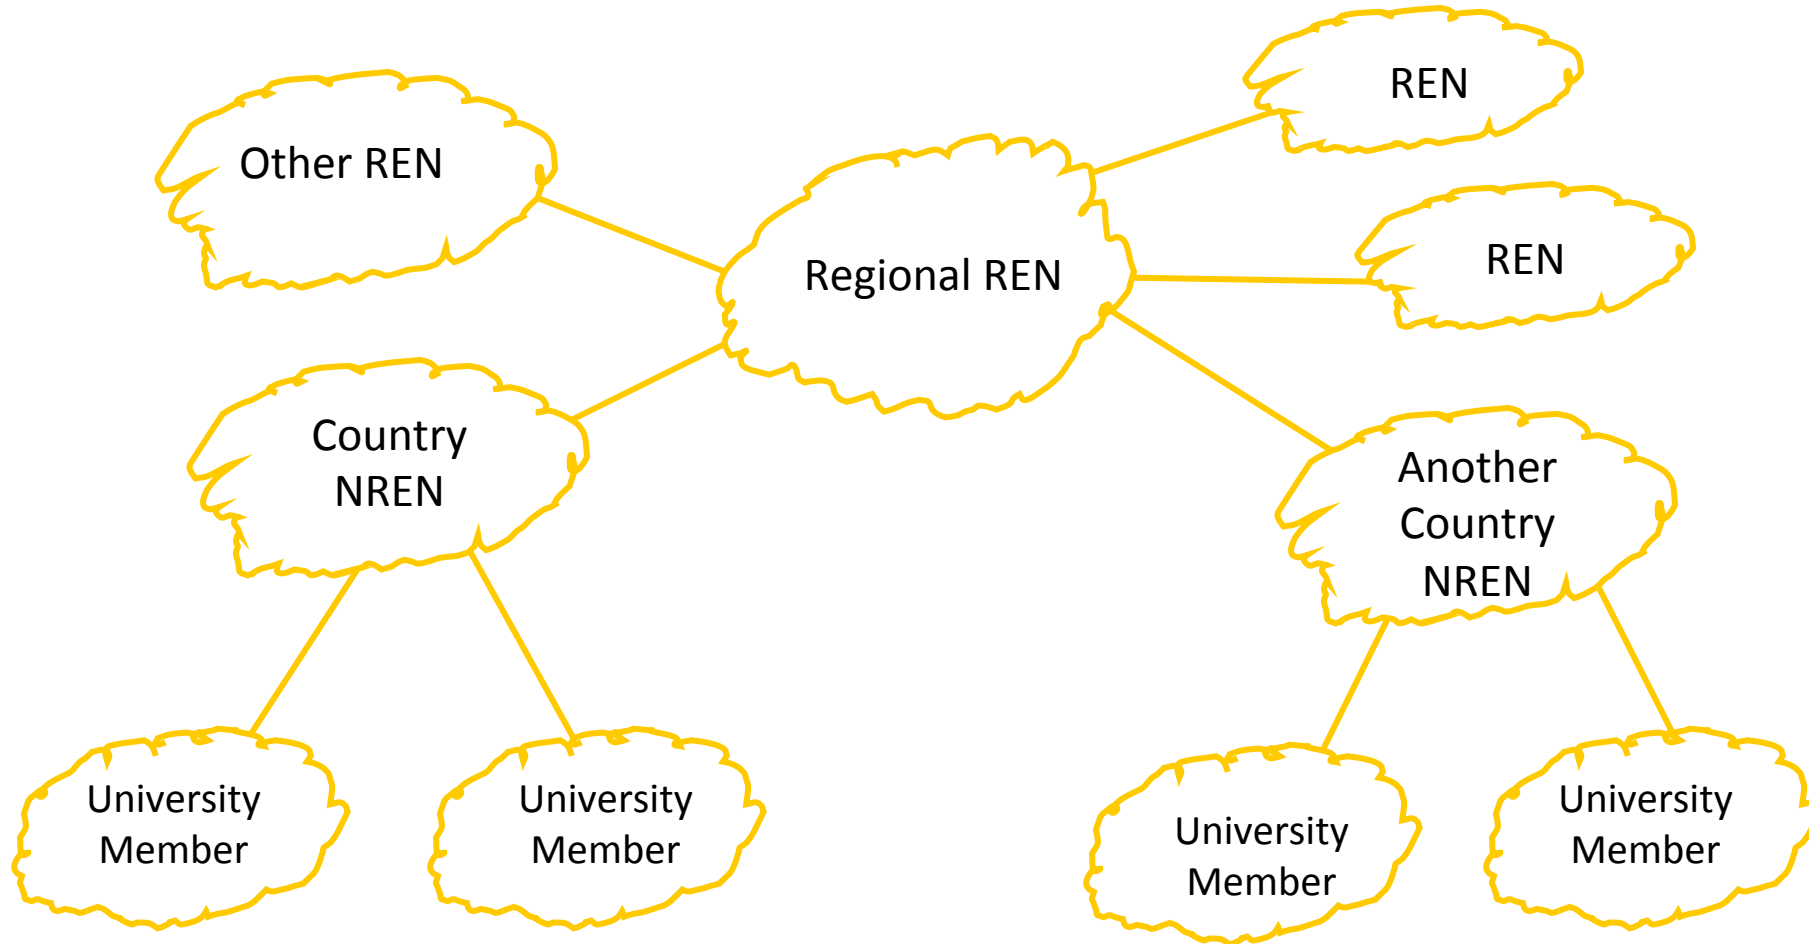 REN
Other REN
REN
Regional REN
Country
NREN
Another
Country
NREN
University
Member
University
Member
University
Member
University
Member